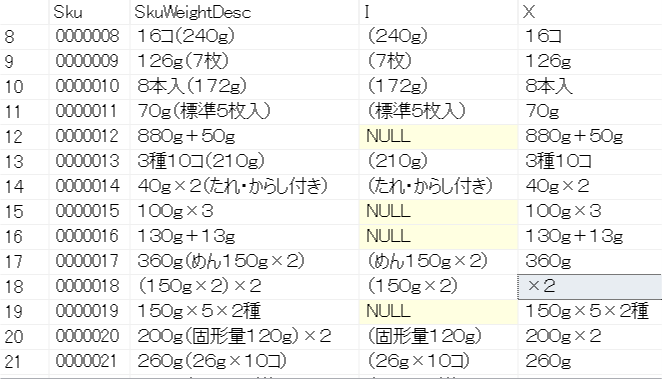 Sku SkuWeightDesc I X
8 0000008 16コ(240g) (240g) 16コ
9 0000009 126g(7枚) (7枚) 126g
10 0000010 8本入(172g) (172g) 8本入
11 0000011 70g(標準5枚入) (標準5枚入) 70g
12 0000012 880g+50g NULL 880g+50g
13 0000013 3種10コ(210g) (210g) 3種10コ
14 0000014 40g×2(たれ・からし付き) (たれ・からし付き) 40g×2
15 0000015 100g×3 NULL 100g×3
16 0000016 130g+13g NULL 130g+13g
17 0000017 360g(めん150g×2) (めん150g×2) 360g
18 0000018 (150g×2)×2 (150g×2) ×2
19 0000019 150g×5×2種 NULL 150g×5×2種
20 0000020 200g(固形量120g)×2 (固形量120g) 200g×2
21 0000021 260g(26g×10コ) (26g×10コ) 260g